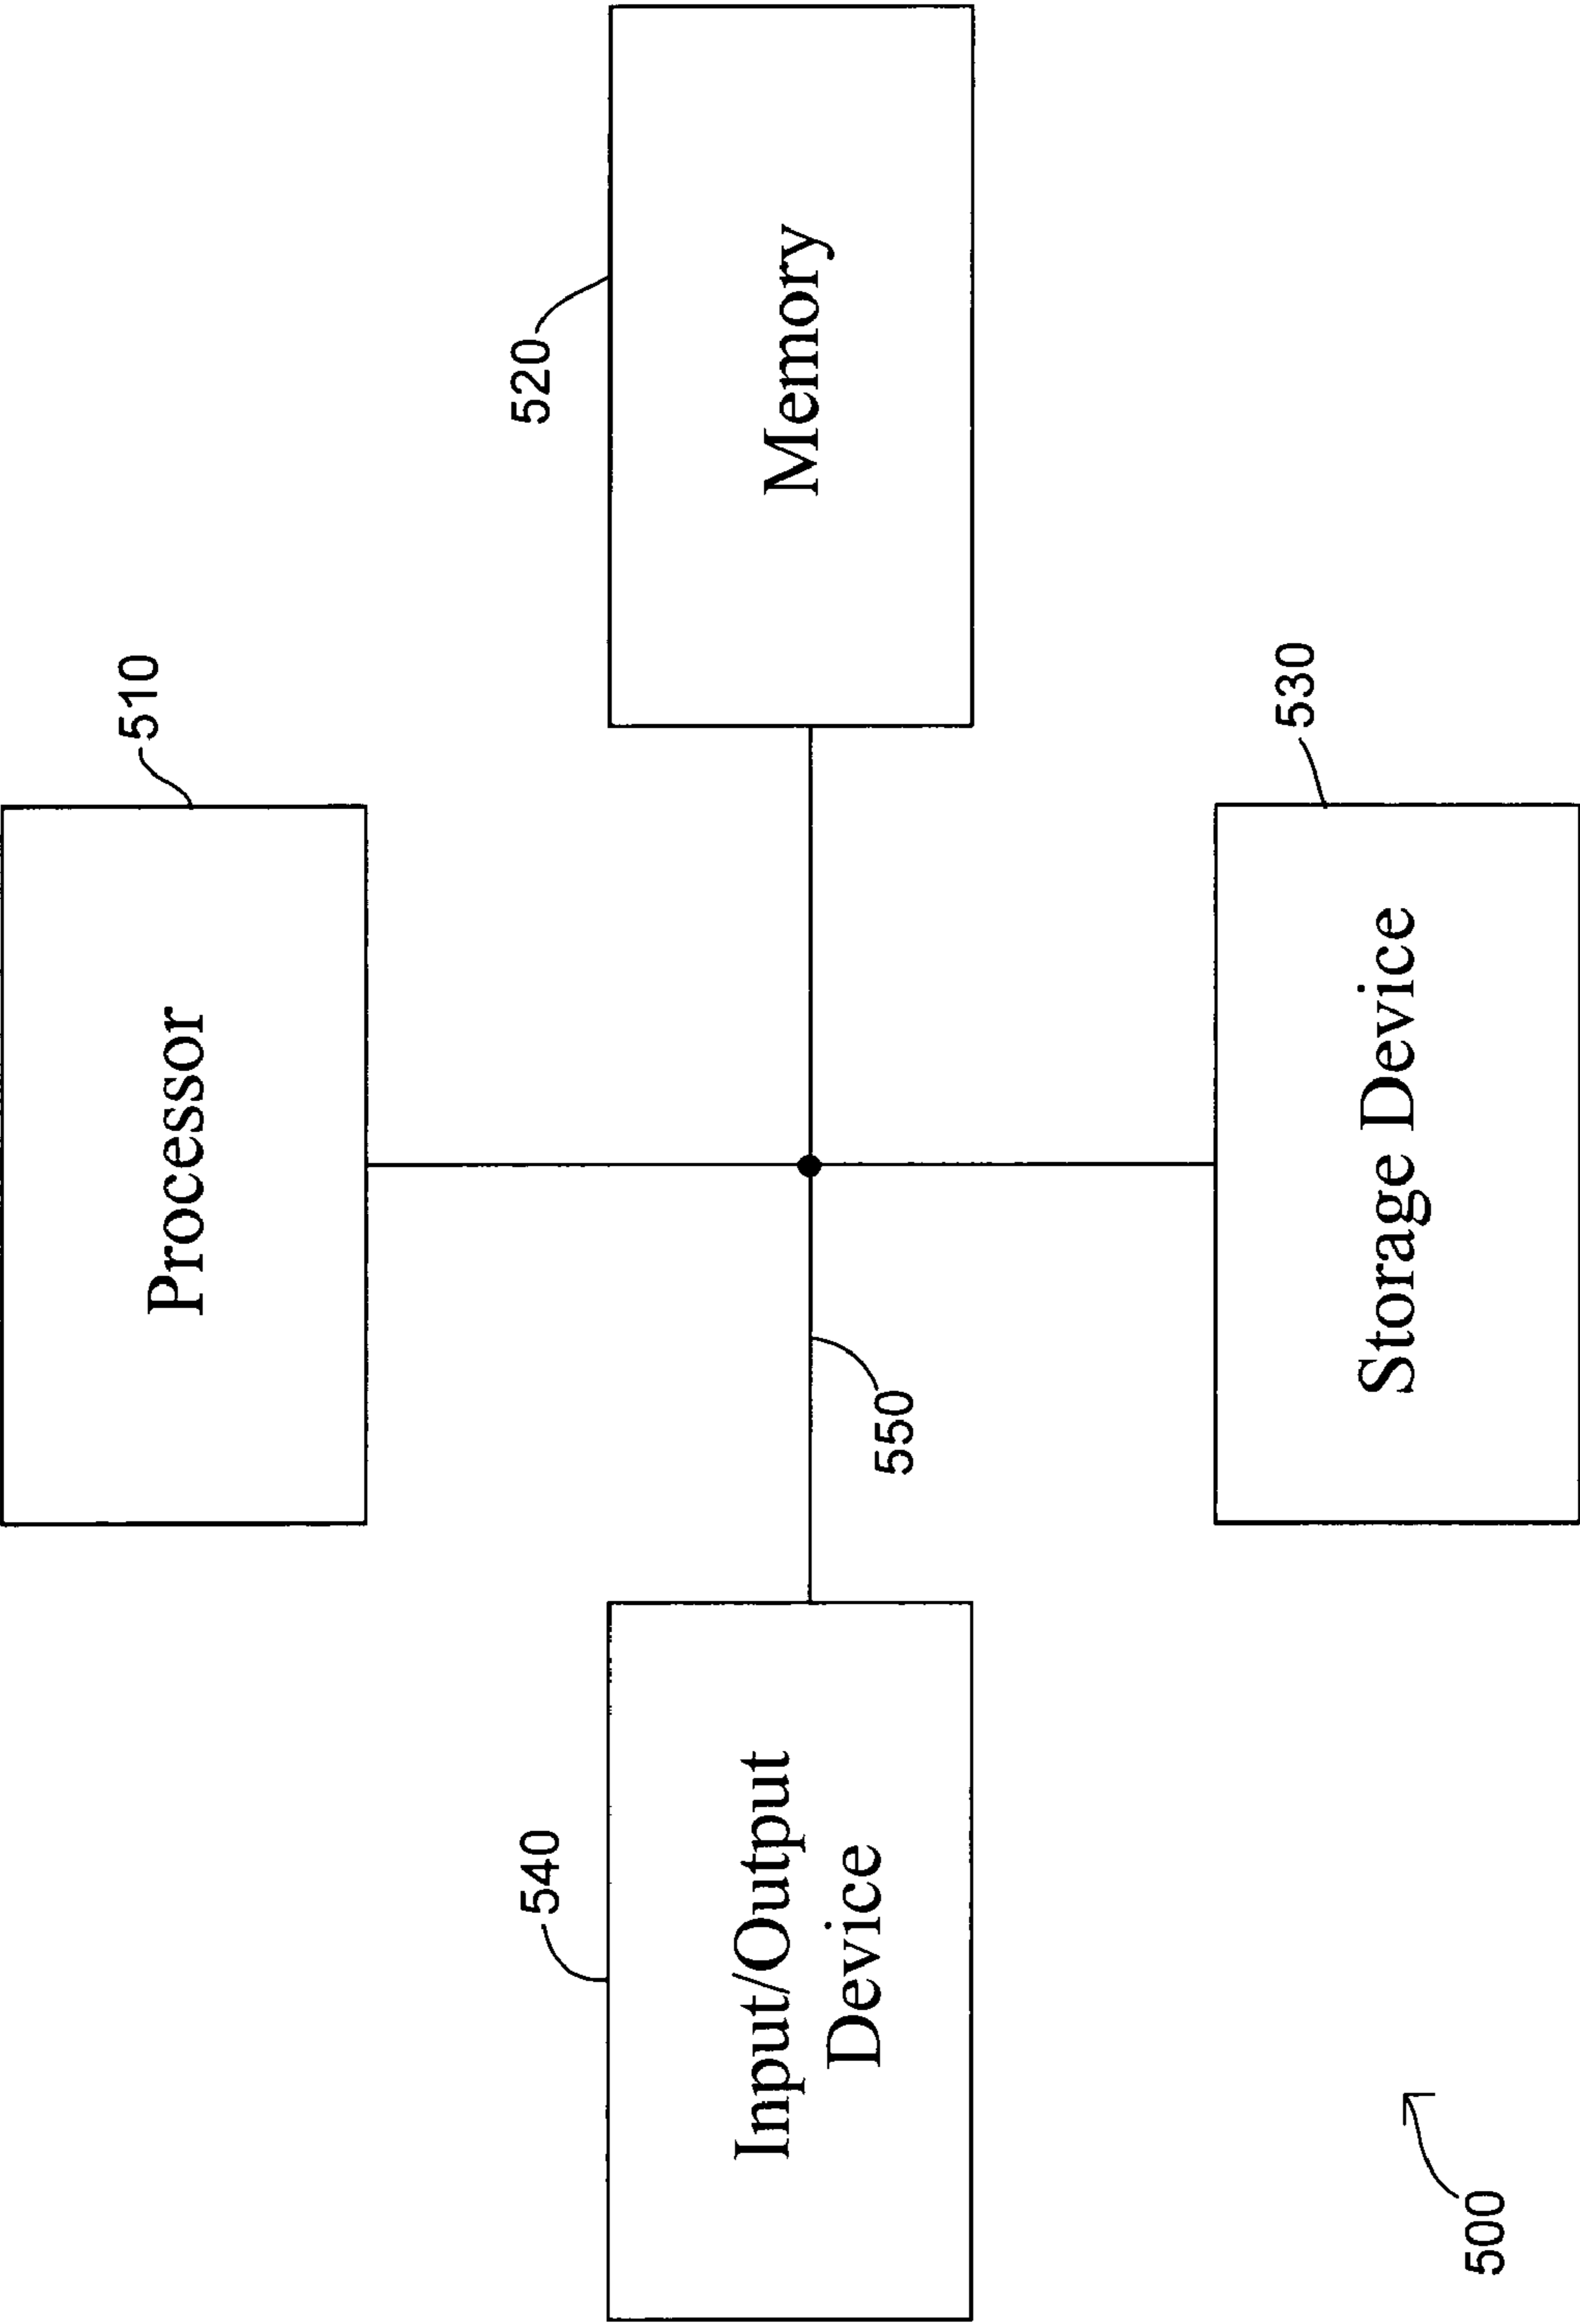 510
Processor
520
Memory
540
Input/Output
Device
550
530
Storage Device
500